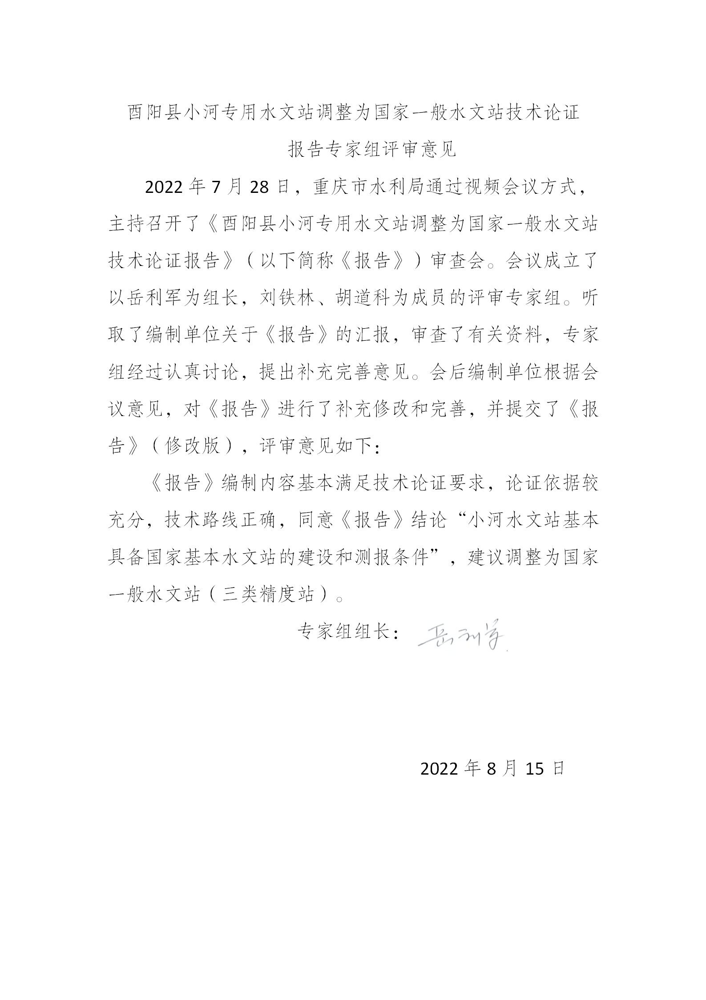 酉阳县小河专用水文站调整为国家一般水文站技术论证
报告专家组评审意见
2022 年 7 月 28 日，重庆市水利局通过视频会议方式，
主持召开了《酉阳县小河专用水文站调整为国家一般水文站
技术论证报告》（以下简称《报告》）审查会。会议成立了
以岳利军为组长，刘铁林、胡道科为成员的评审专家组。听
取了编制单位关于《报告》的汇报，审查了有关资料，专家
组经过认真讨论，提出补充完善意见。会后编制单位根据会
议意见，对《报告》进行了补充修改和完善，并提交了《报
告》（修改版），评审意见如下：
《报告》编制内容基本满足技术论证要求，论证依据较
充分，技术路线正确，同意《报告》结论“小河水文站基本
具备国家基本水文站的建设和测报条件”，建议调整为国家
一般水文站（三类精度站）。
专家组组长： 岳利军
2022 年 8 月 15 日